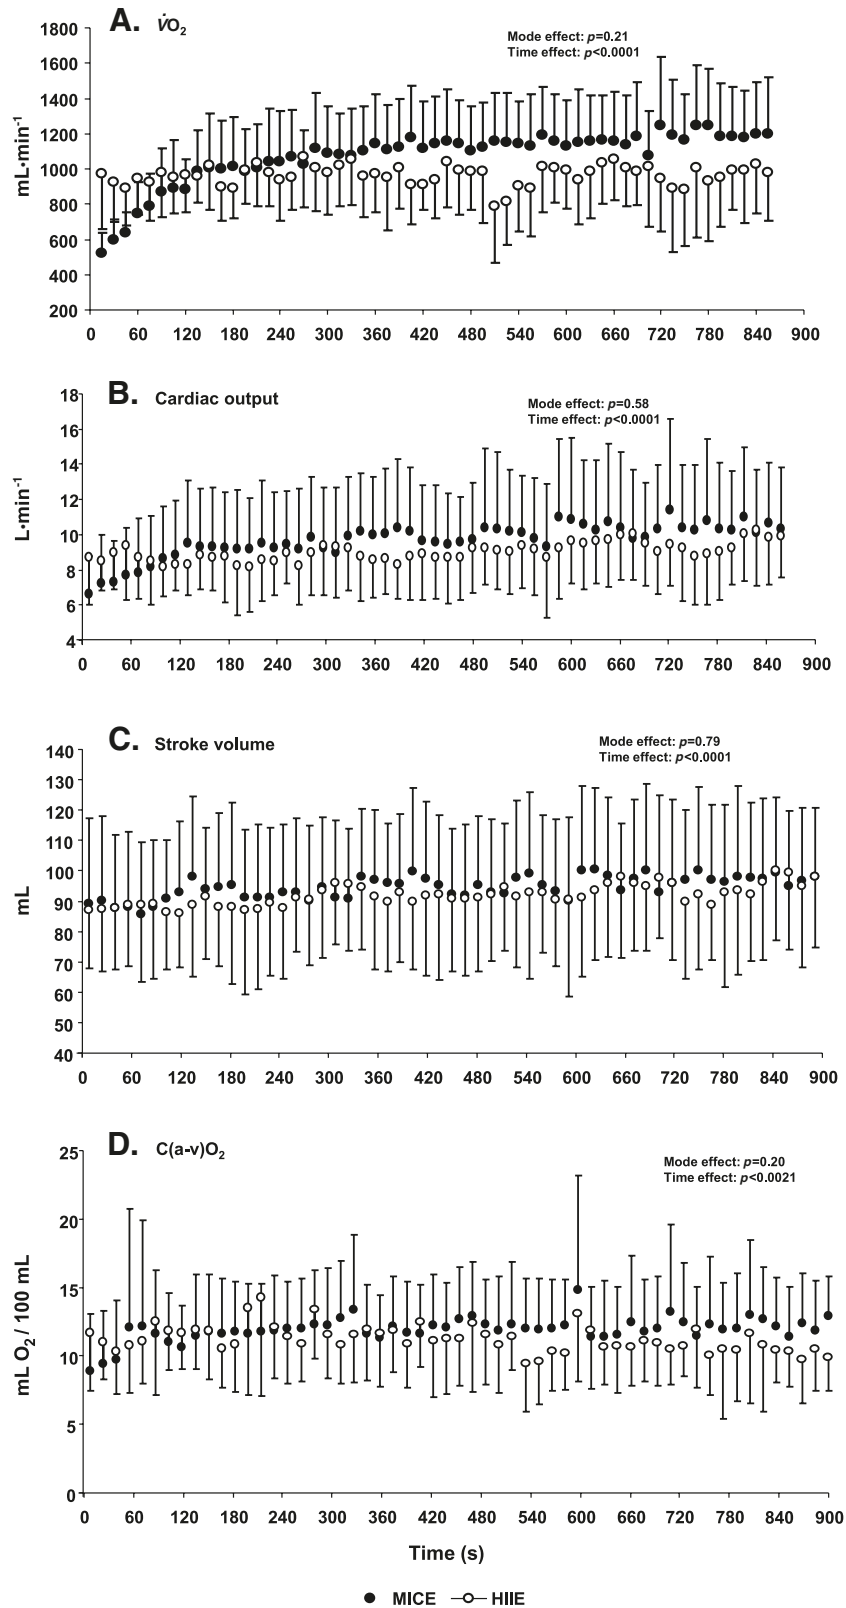 A. V̇O₂
Mode effect: p=0.21
Time effect: p<0.0001
mL·min⁻¹
1800
1600
1400
1200
1000
800
600
400
200
0 60 120 180 240 300 360 420 480 540 600 660 720 780 840 900
B. Cardiac output
Mode effect: p=0.58
Time effect: p<0.0001
L·min⁻¹
18
16
14
12
10
8
6
4
0 60 120 180 240 300 360 420 480 540 600 660 720 780 840 900
C. Stroke volume
Mode effect: p=0.79
Time effect: p<0.0001
mL
140
130
120
110
100
90
80
70
60
50
40
0 60 120 180 240 300 360 420 480 540 600 660 720 780 840 900
D. C(a-v)O₂
Mode effect: p=0.20
Time effect: p<0.0021
mL O₂ / 100 mL
25
20
15
10
5
0
0 60 120 180 240 300 360 420 480 540 600 660 720 780 840 900
Time (s)
MICE HIIE